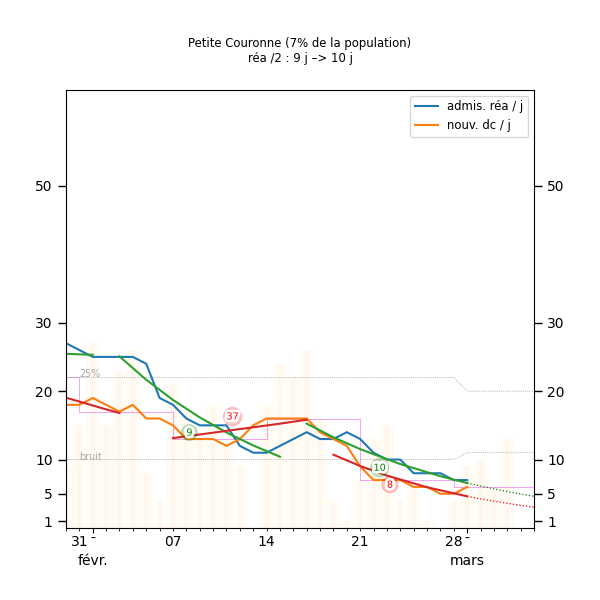 Petite Couronne (7% de la population)
réa /2 : 9 j –> 10 j
admis. réa / j
nouv. dc / j
50 50
30 30
20 20
10 10
5 5
1 1
25%
bruit
9
37
10
8
31 07 14 21 28
févr. mars